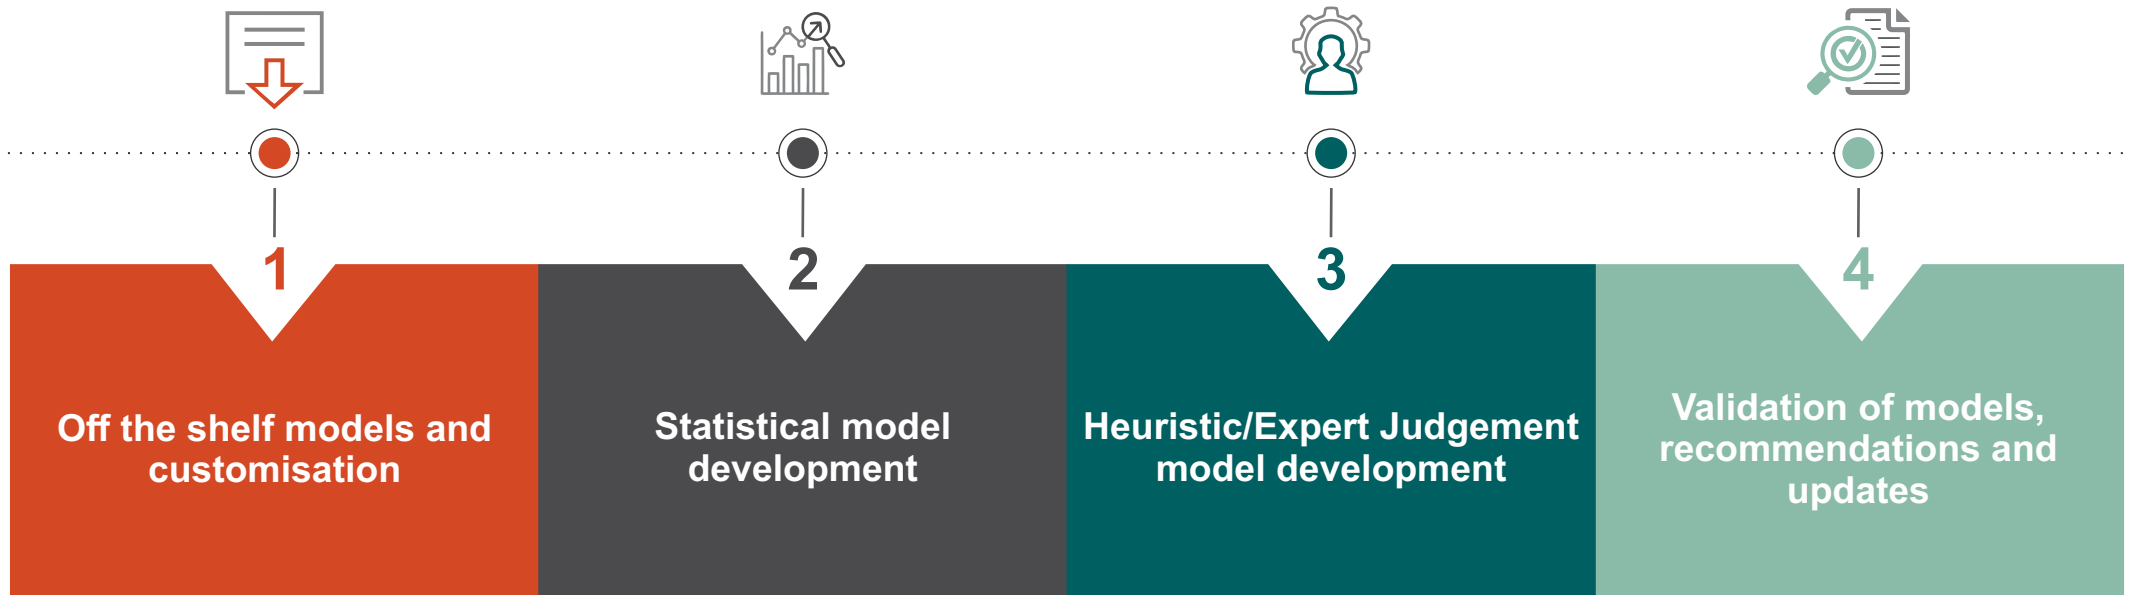 1
Off the shelf models and
customisation
2
Statistical model
development
3
Heuristic/Expert Judgement
model development
4
Validation of models,
recommendations and
updates